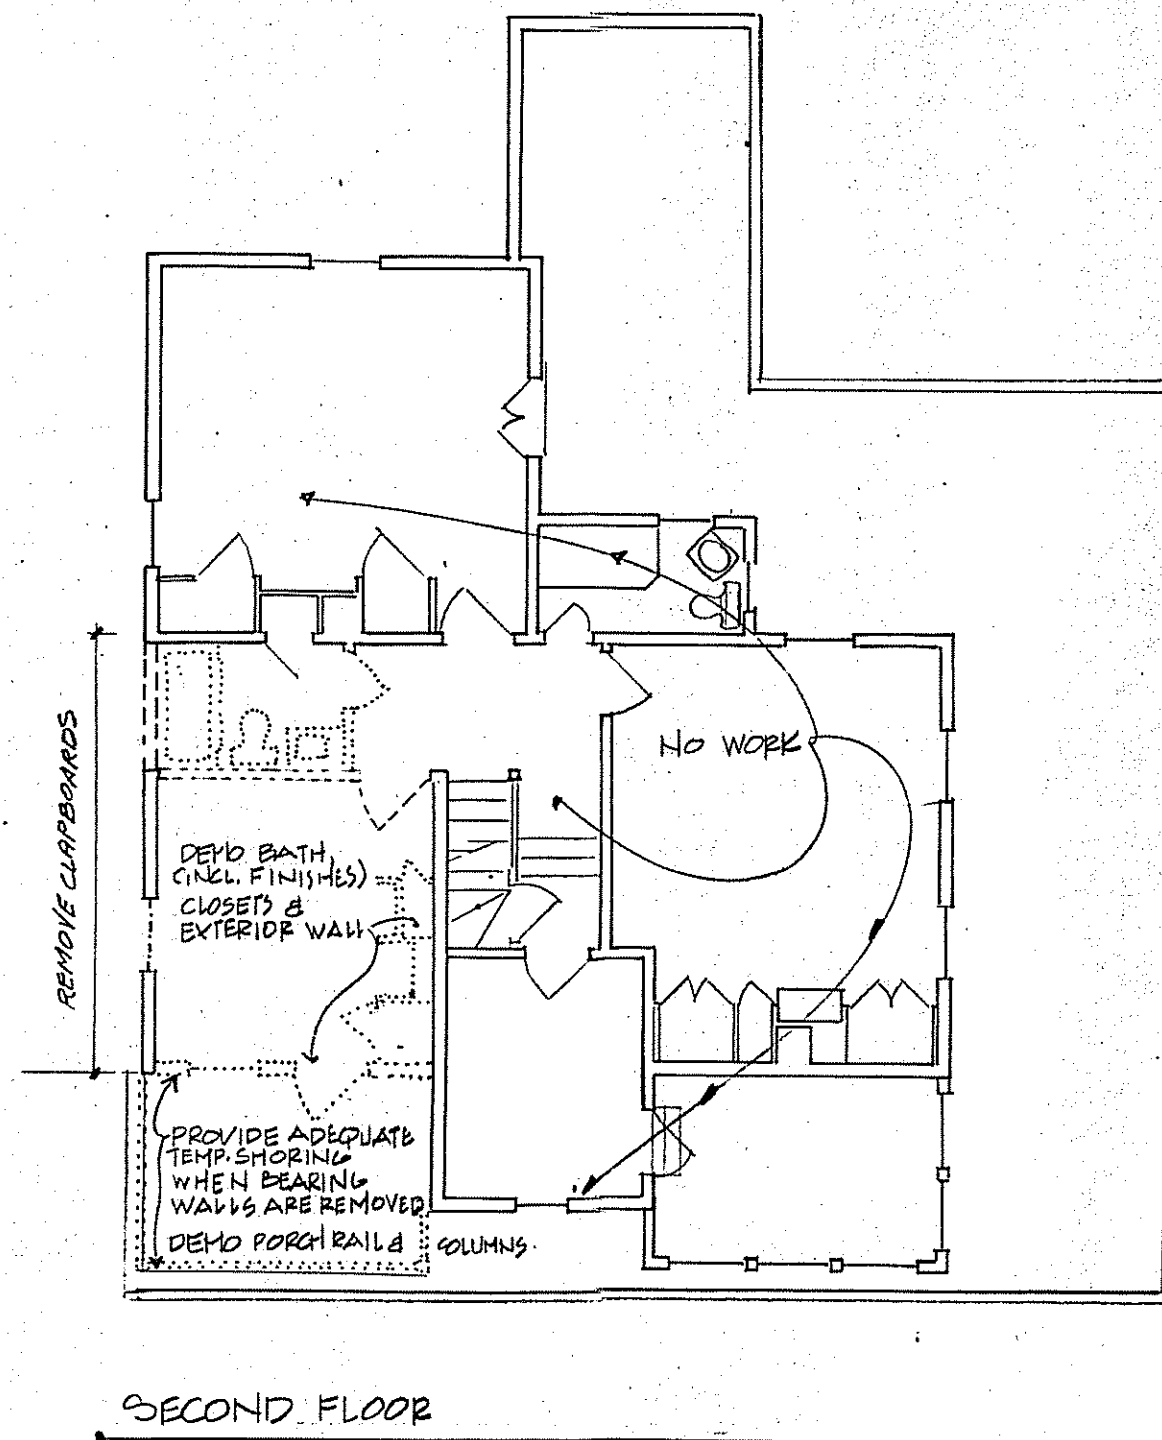 NO WORK
REMOVE CLAPBOARDS
DEMO BATH,
(INCL. FINISHES)
CLOSETS &
EXTERIOR WALL
PROVIDE ADEQUATE
TEMP. SHORING
WHEN BEARING
WALLS ARE REMOVED
DEMO PORCH RAIL & COLUMNS.
SECOND FLOOR